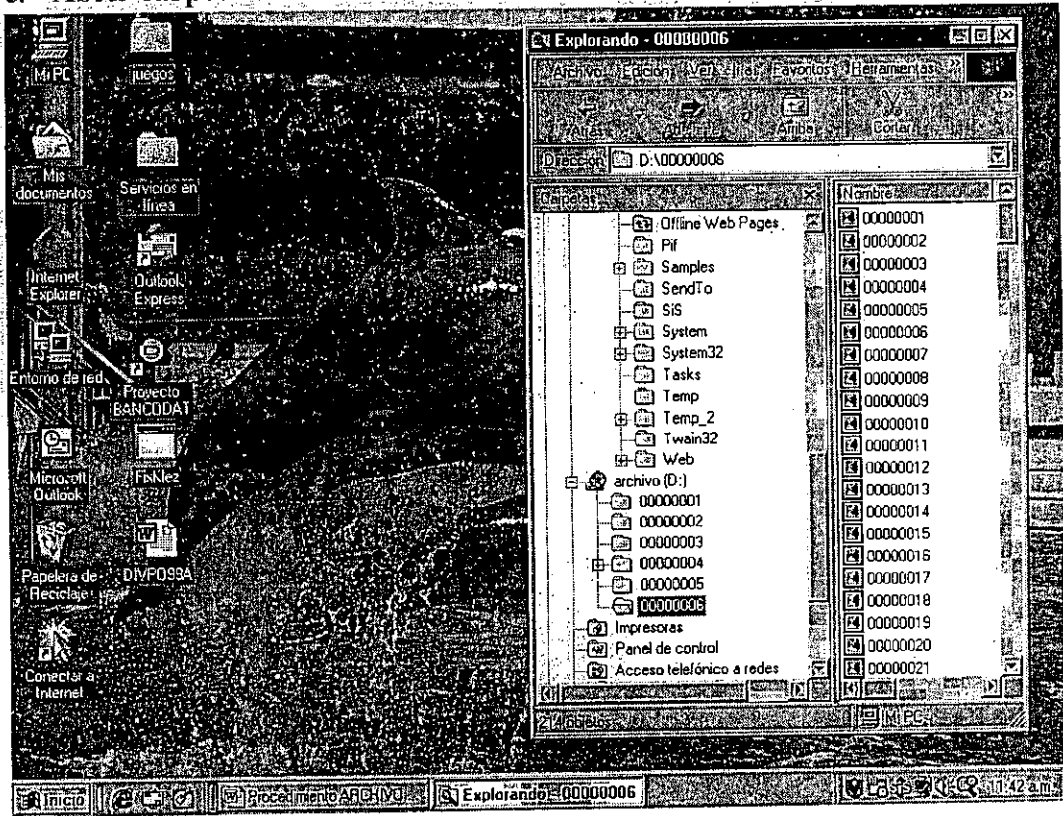 Mi PC
juegos
Mis documentos
Servicios en línea
Internet Explorer
Outlook Express
Entorno de red
Proyecto BANCODAT
Microsoft Outlook
Papelera de Reciclaje
DIVPO98A
Conectar a Internet
Explorando - 00000006
Archivo Edición Ver Ir a Favoritos Herramientas
Atrás Arriba Cortar
Dirección D:\00000006
Carpetas
Offline Web Pages
Pif
Samples
SendTo
SiS
System
System32
Tasks
Temp
Temp_2
Twain32
Web
archivo (D:)
00000001
00000002
00000003
00000004
00000005
00000006
Impresoras
Panel de control
Acceso telefónico a redes
Nombre
00000001
00000002
00000003
00000004
00000005
00000006
00000007
00000008
00000009
00000010
00000011
00000012
00000013
00000014
00000015
00000016
00000017
00000018
00000019
00000020
00000021
214 objetos
Mi PC
Inicio
Procedimiento ARCHIVO
Explorando - 00000006
11:42 a.m.